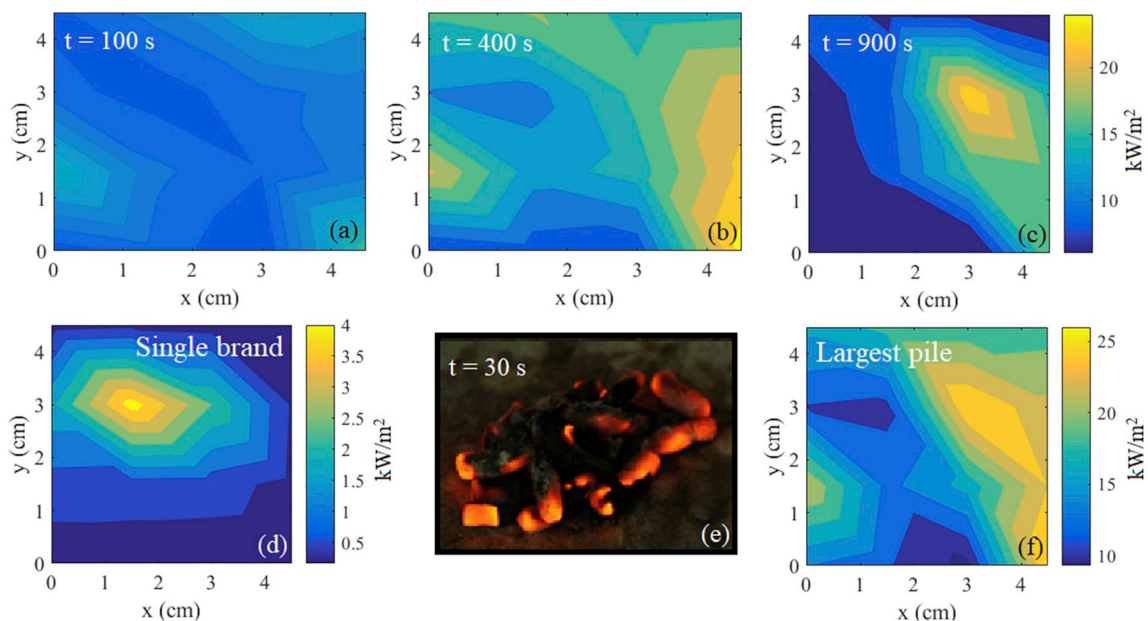 t = 100 s
y (cm)
4
3
2
1
0
0 1 2 3 4
x (cm)
(a)
t = 400 s
y (cm)
4
3
2
1
0
0 1 2 3 4
x (cm)
(b)
t = 900 s
y (cm)
4
3
2
1
0
0 1 2 3 4
x (cm)
(c)
20
15
10
kW/m²
Single brand
y (cm)
4
3
2
1
0
0 1 2 3 4
x (cm)
(d)
4
3.5
3
2.5
2
1.5
1
0.5
kW/m²
t = 30 s
(e)
Largest pile
y (cm)
4
3
2
1
0
0 1 2 3 4
x (cm)
(f)
25
20
15
10
kW/m²